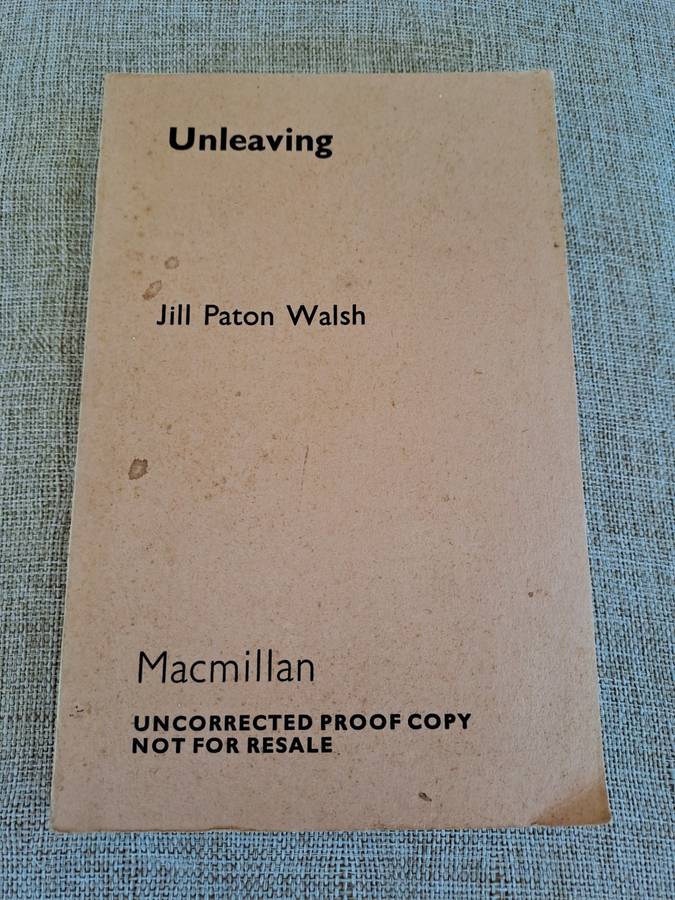 Unleaving
Jill Paton Walsh
Macmillan
UNCORRECTED PROOF COPY
NOT FOR RESALE